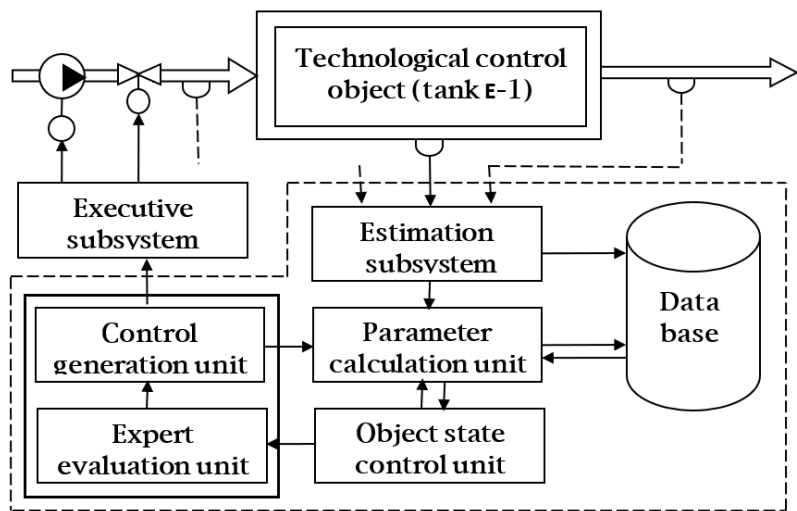 Technological control
object (tank E-1)
Executive
subsystem
Estimation
subsystem
Data
base
Control
generation unit
Parameter
calculation unit
Expert
evaluation unit
Object state
control unit